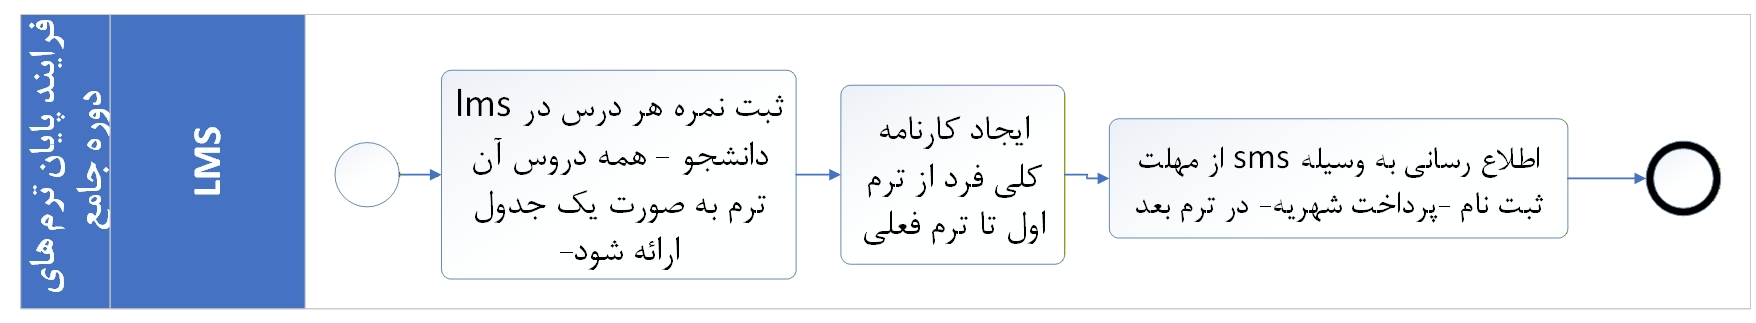 فرایند پایان ترم های
دوره جامع
LMS
ثبت نمره هر درس در lms
دانشجو - همه دروس آن
ترم به صورت یک جدول
ارائه شود-
ایجاد کارنامه
کلی فرد از ترم
اول تا ترم فعلی
اطلاع رسانی به وسیله sms از مهلت
ثبت نام -پرداخت شهریه- در ترم بعد